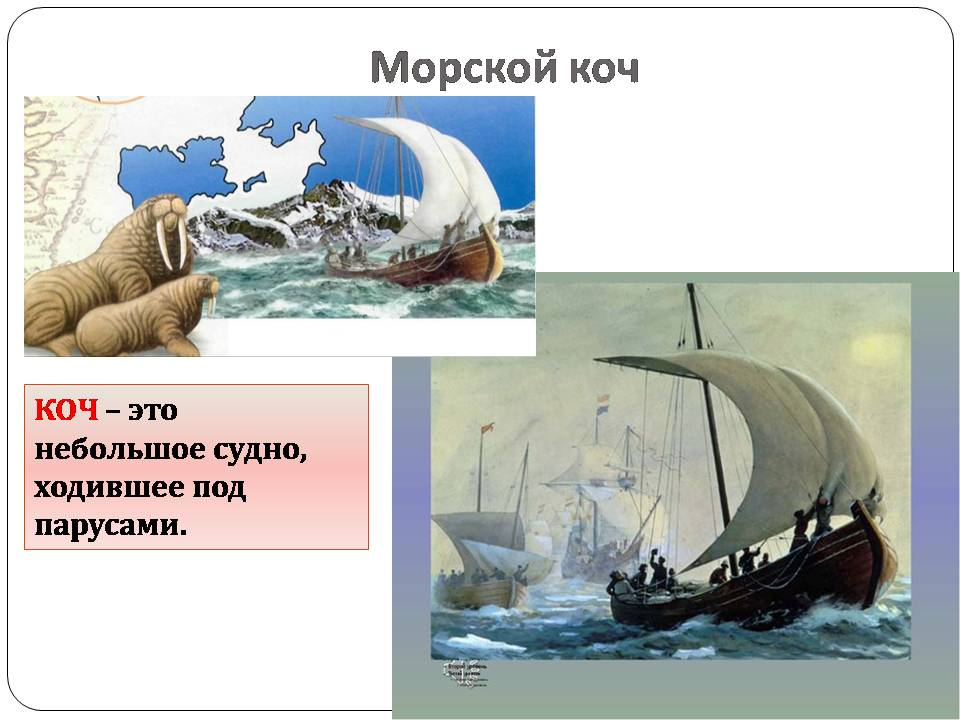 Морской коч
КОЧ – это
небольшое судно,
ходившее под
парусами.